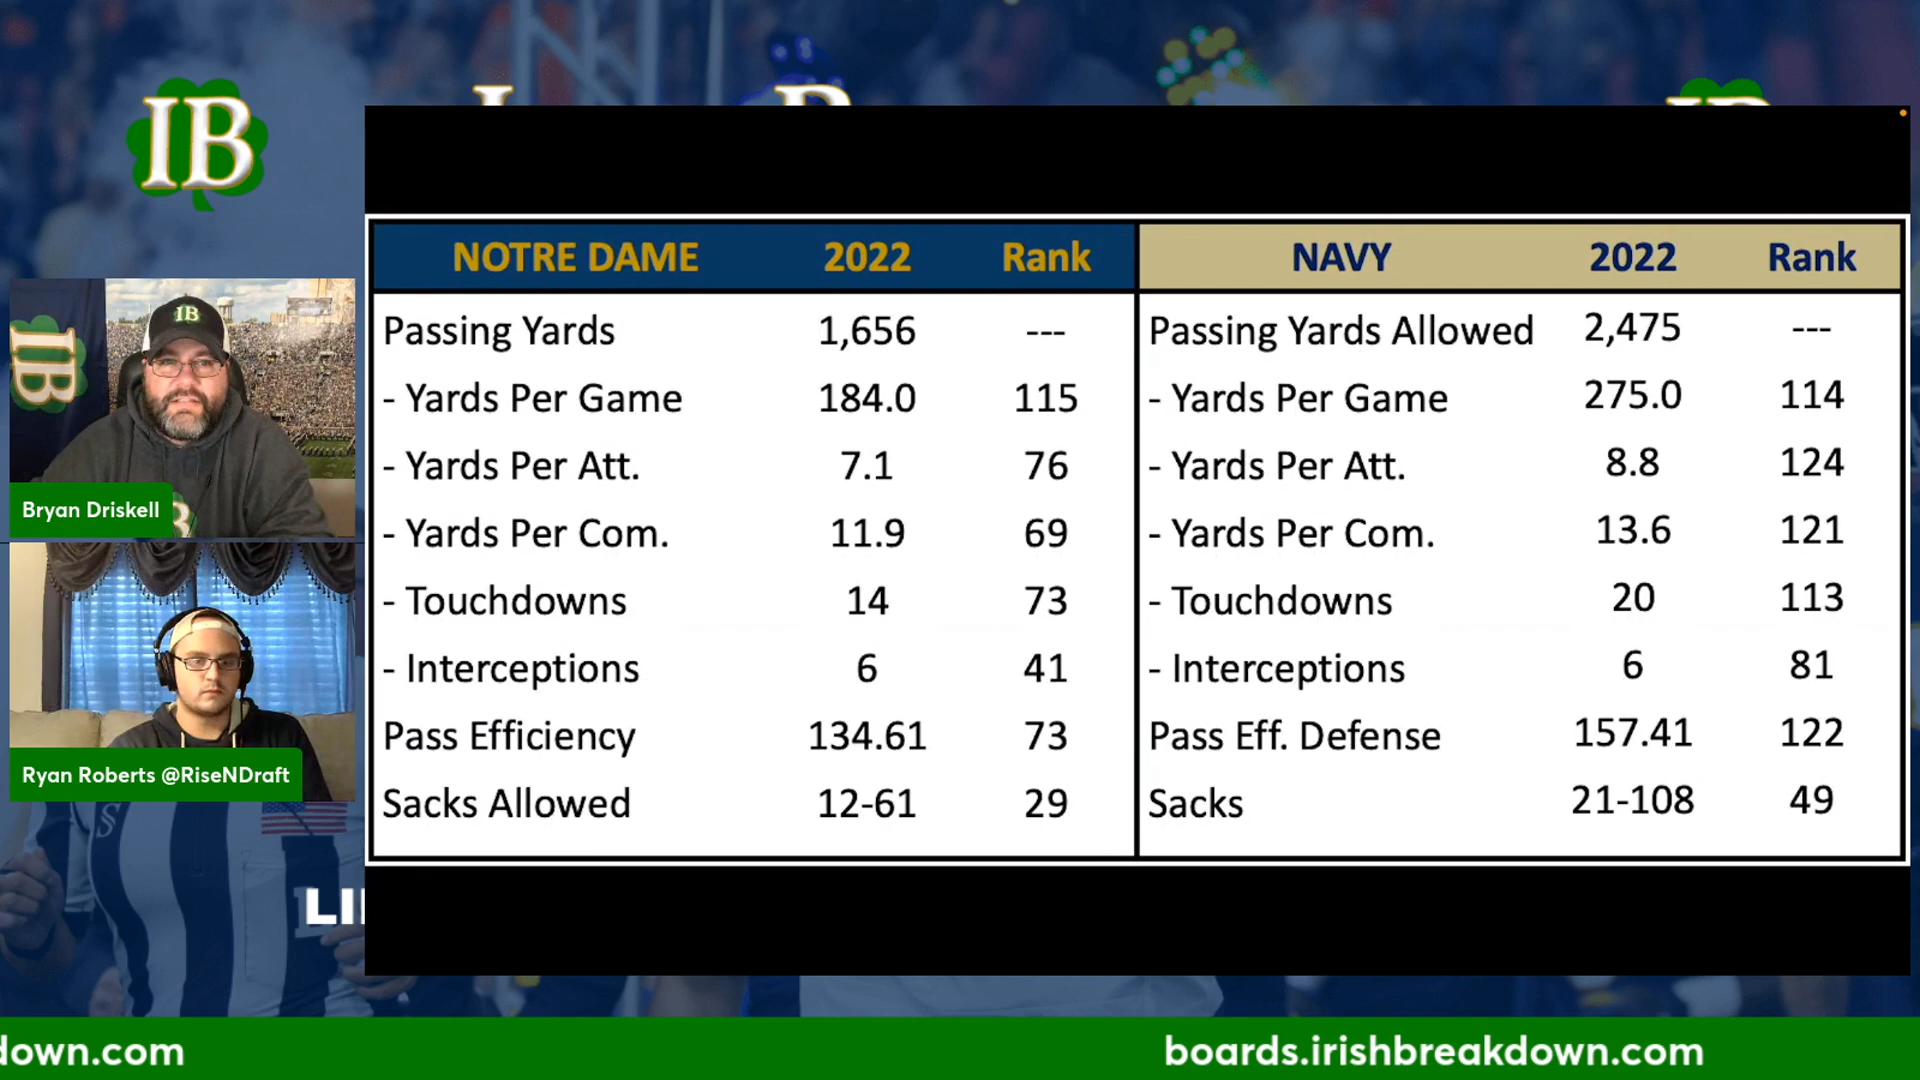 IB
I
B
IB
NOTRE DAME 2022 Rank NAVY 2022 Rank
Passing Yards 1,656 --- Passing Yards Allowed 2,475 ---
- Yards Per Game 184.0 115 - Yards Per Game 275.0 114
- Yards Per Att. 7.1 76 - Yards Per Att. 8.8 124
- Yards Per Com. 11.9 69 - Yards Per Com. 13.6 121
- Touchdowns 14 73 - Touchdowns 20 113
- Interceptions 6 41 - Interceptions 6 81
Pass Efficiency 134.61 73 Pass Eff. Defense 157.41 122
Sacks Allowed 12-61 29 Sacks 21-108 49
IB
IB
Bryan Driskell
B
Ryan Roberts @RiseNDraft
S
LI
down.com boards.irishbreakdown.com